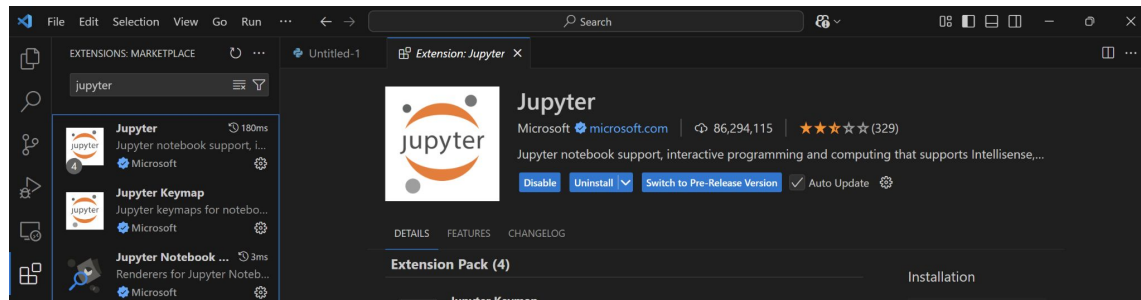 File Edit Selection View Go Run ··· Search
EXTENSIONS: MARKETPLACE
jupyter
Jupyter 180ms
Jupyter notebook support, i...
Microsoft
4
Jupyter Keymap
Jupyter keymaps for notebo...
Microsoft
Jupyter Notebook ... 3ms
Renderers for Jupyter Noteb...
Microsoft
Untitled-1 Extension: Jupyter
jupyter
Jupyter
Microsoft microsoft.com 86,294,115 (329)
Jupyter notebook support, interactive programming and computing that supports Intellisense,...
Disable Uninstall Switch to Pre-Release Version Auto Update
DETAILS FEATURES CHANGELOG
Extension Pack (4)
Installation
Jupyter Keymap